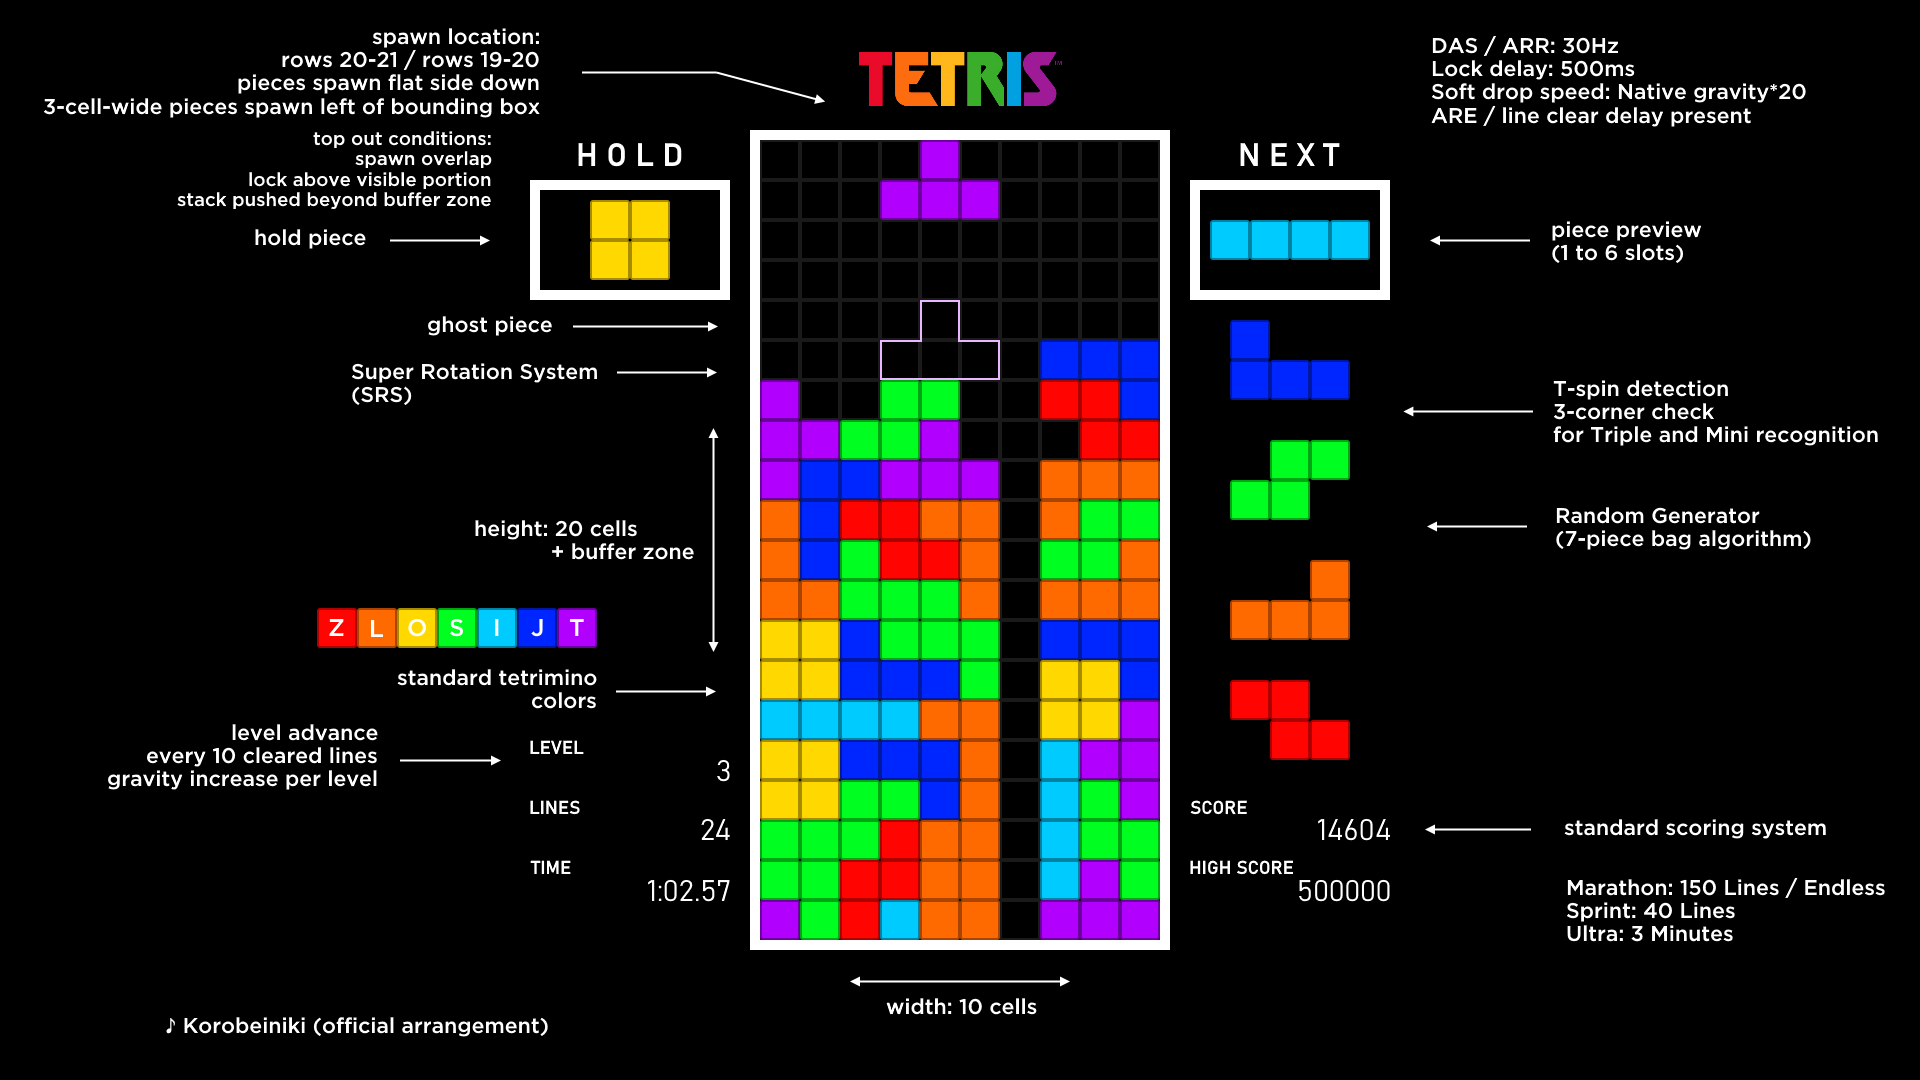 spawn location:
rows 20-21 / rows 19-20
pieces spawn flat side down
3-cell-wide pieces spawn left of bounding box
top out conditions:
spawn overlap
lock above visible portion
stack pushed beyond buffer zone
hold piece
HOLD
ghost piece
Super Rotation System
(SRS)
height: 20 cells
+ buffer zone
Z L O S I J T
standard tetrimino
colors
level advance
every 10 cleared lines
gravity increase per level
LEVEL
3
LINES
24
TIME
1:02.57
♪ Korobeiniki (official arrangement)
TETRIS™
width: 10 cells
DAS / ARR: 30Hz
Lock delay: 500ms
Soft drop speed: Native gravity*20
ARE / line clear delay present
NEXT
piece preview
(1 to 6 slots)
T-spin detection
3-corner check
for Triple and Mini recognition
Random Generator
(7-piece bag algorithm)
SCORE
14604
HIGH SCORE
500000
standard scoring system
Marathon: 150 Lines / Endless
Sprint: 40 Lines
Ultra: 3 Minutes